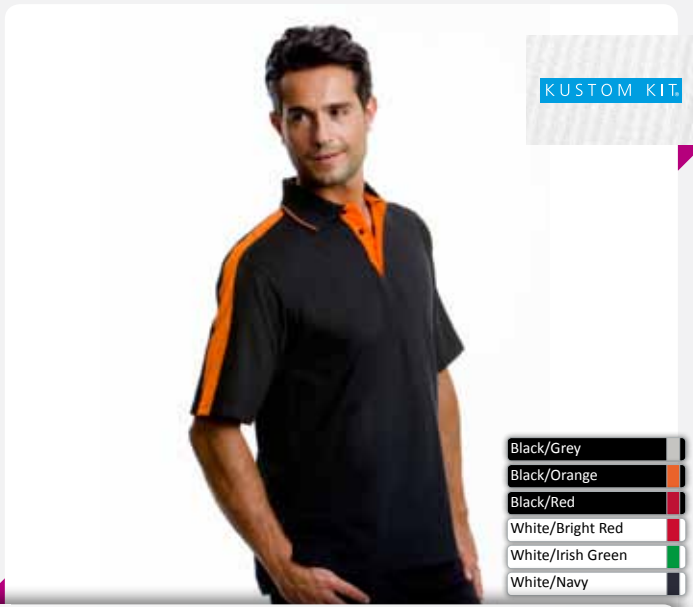 KUSTOM KIT®
Black/Grey
Black/Orange
Black/Red
White/Bright Red
White/Irish Green
White/Navy